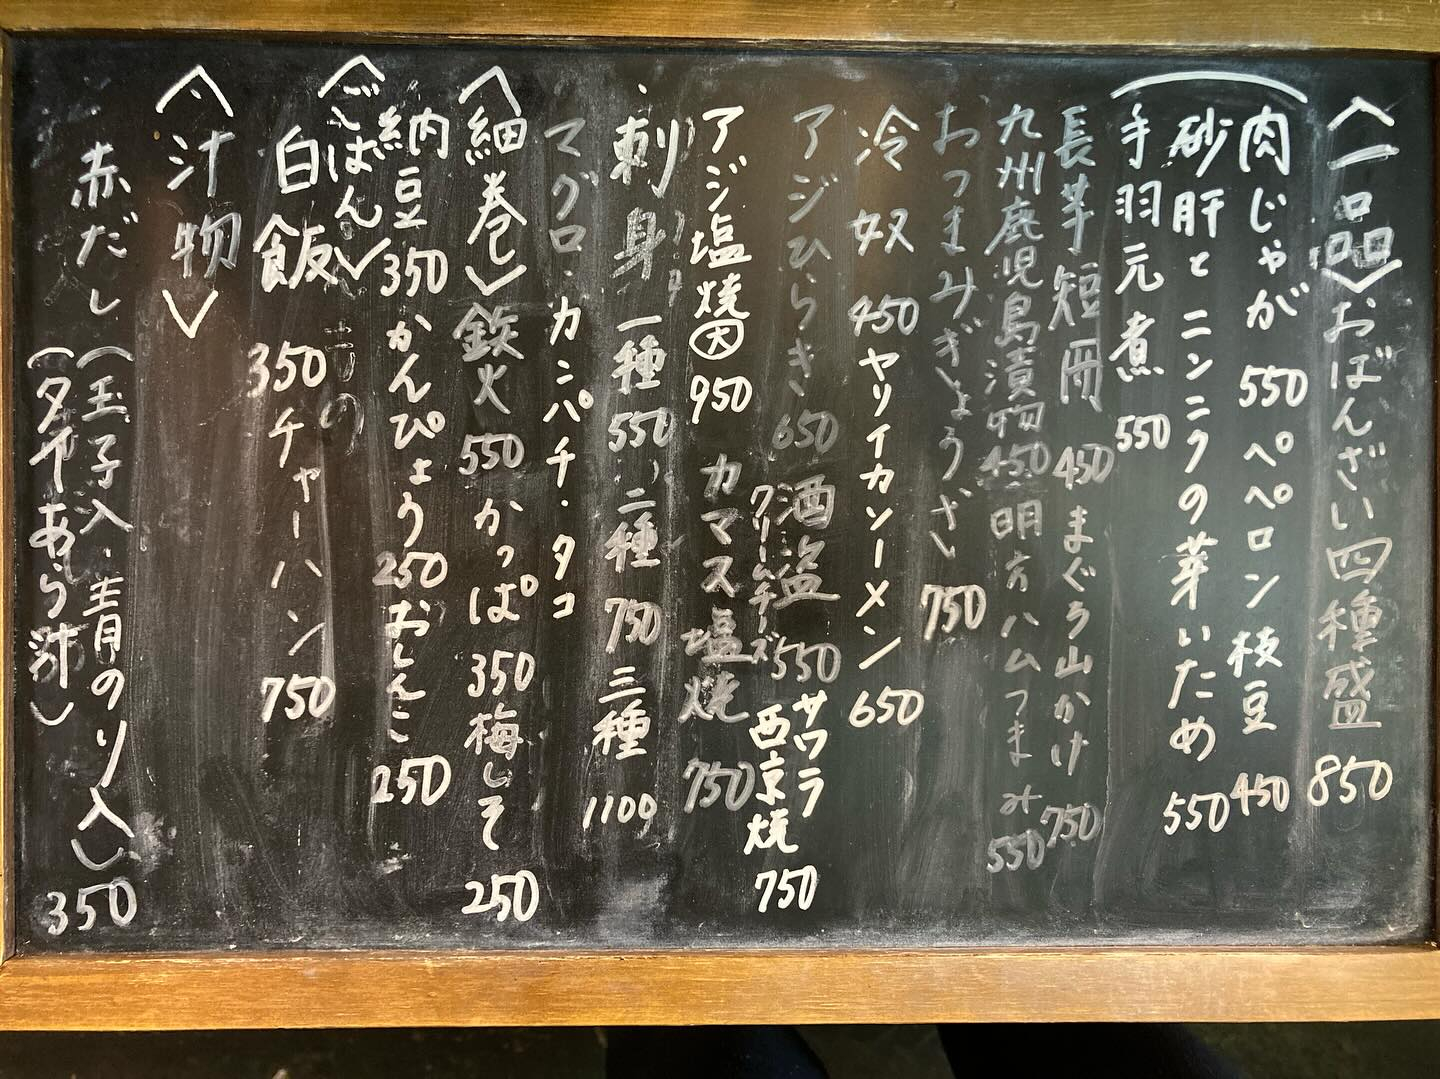 〈一品〉おばんざい四種盛 850
肉じゃが 550 ペペロン枝豆 450
砂肝とニンニクの芽いため 550
手羽元煮 550
長芋短冊 450 まぐろ山かけ 750
九州鹿児島漬物 450 明方ハムつまみ 550
おつまみぎょうざ 750
冷奴 450 ヤリイカソーメン 650
アジひらき 650 酒盗 クリームチーズ 550 サワラ西京焼 750
アジ塩焼 大 950 カマス塩焼 750
刺身 一種 550 二種 750 三種 1100
マグロ・カンパチ・タコ
〈細巻〉鉄火 550 かっぱ 350 梅しそ 250
納豆 350 かんぴょう 250 おしんこ 250
〈ごはん〉
白飯 350 チャーハン 750
〈汁物〉
赤だし (玉子入・青のり入) 350
(タヤあら汁)